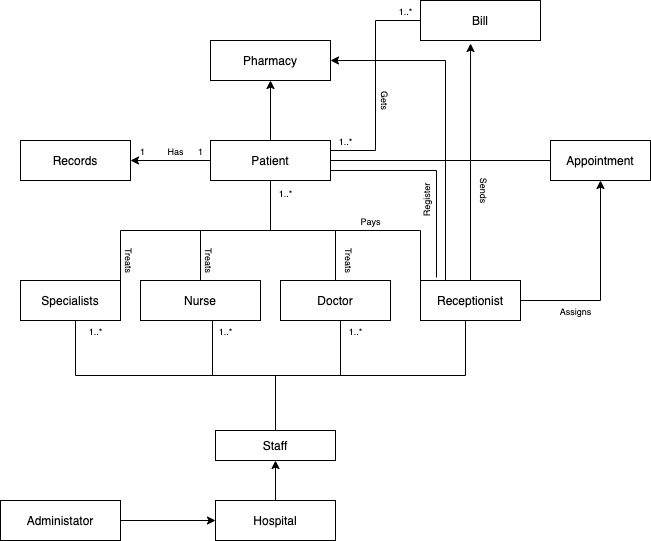 1..*
Bill
Pharmacy
Gets
1..*
Records
1
Has
1
Patient
Appointment
1..*
Register
Sends
Pays
Treats
Treats
Treats
Specialists
Nurse
Doctor
Receptionist
Assigns
1..*
1..*
1..*
Staff
Administator
Hospital